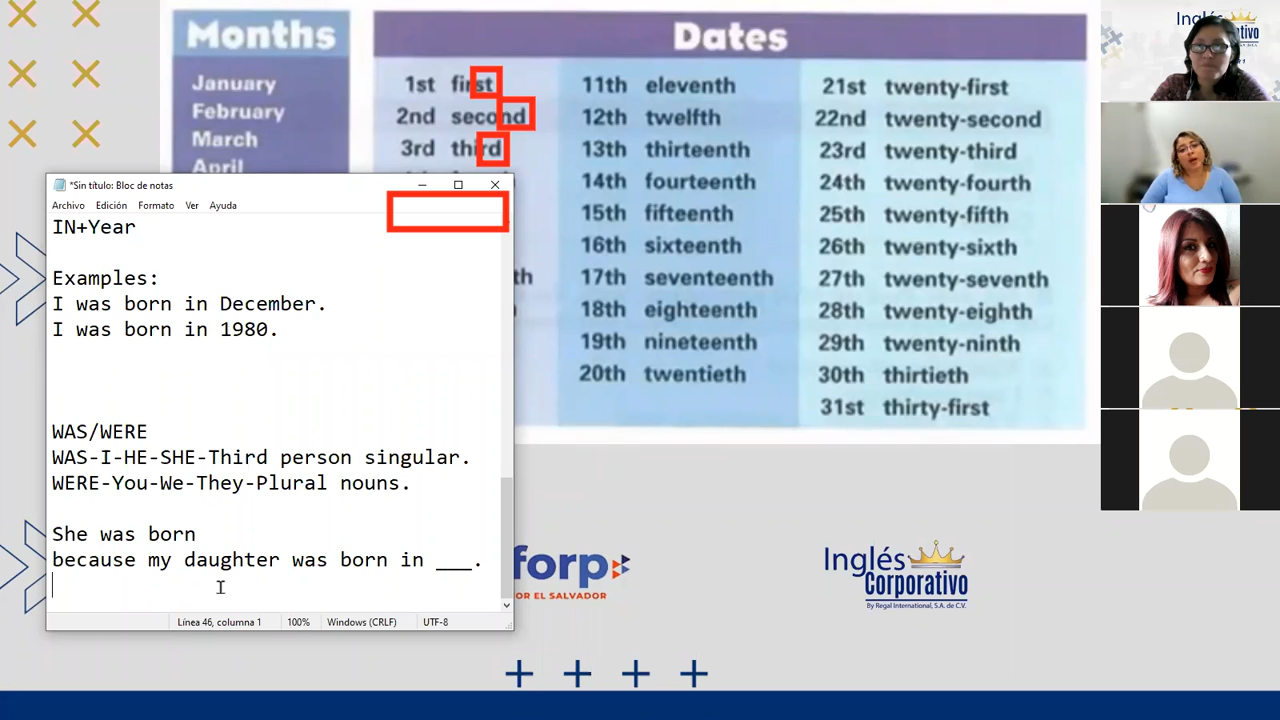 Months
January
February
March
April
Dates
1st first
2nd second
3rd third
th
11th eleventh
12th twelfth
13th thirteenth
14th fourteenth
15th fifteenth
16th sixteenth
17th seventeenth
18th eighteenth
19th nineteenth
20th twentieth
21st twenty-first
22nd twenty-second
23rd twenty-third
24th twenty-fourth
25th twenty-fifth
26th twenty-sixth
27th twenty-seventh
28th twenty-eighth
29th twenty-ninth
30th thirtieth
31st thirty-first
*Sin título: Bloc de notas
Archivo Edición Formato Ver Ayuda
IN+Year
Examples:
I was born in December.
I was born in 1980.
WAS/WERE
WAS-I-HE-SHE-Third person singular.
WERE-You-We-They-Plural nouns.
She was born
because my daughter was born in ___.
Línea 46, columna 1 100% Windows (CRLF) UTF-8
forp
POR EL SALVADOR
Inglés
Corporativo
By Regal International, S.A. de C.V.
Inglés